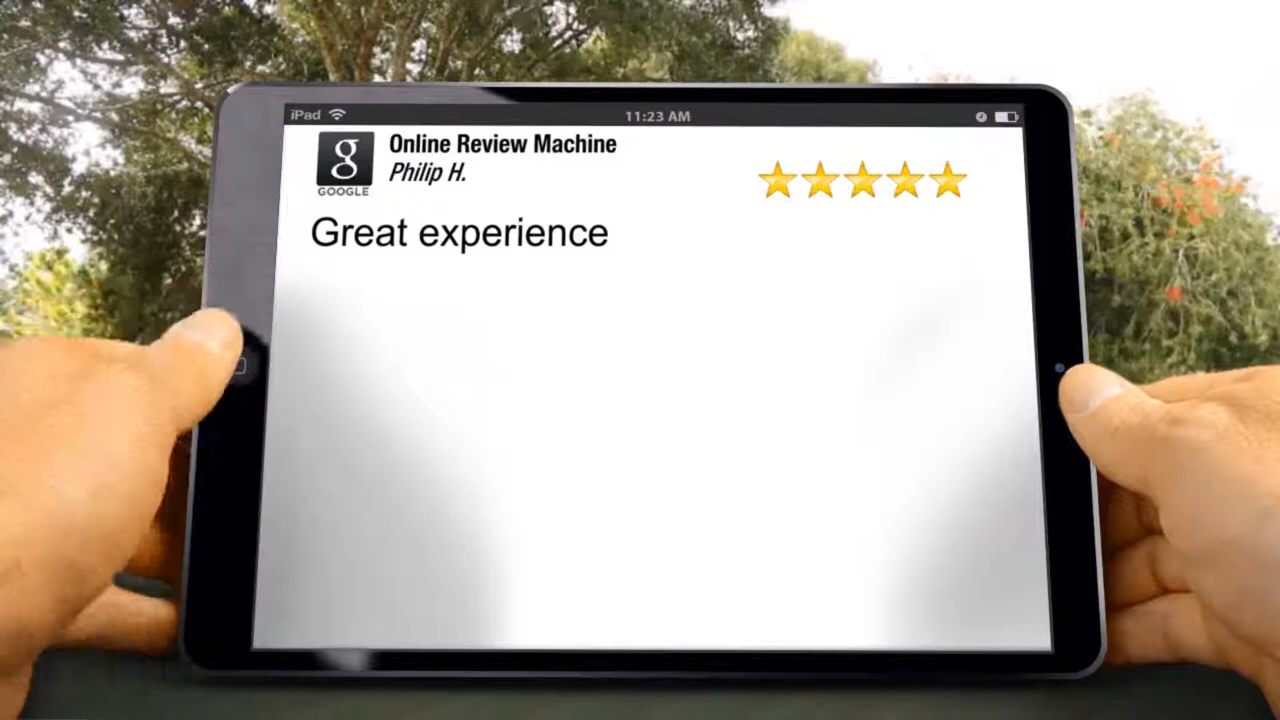 iPad 11:23 AM
g
GOOGLE
Online Review Machine
Philip H.
Great experience